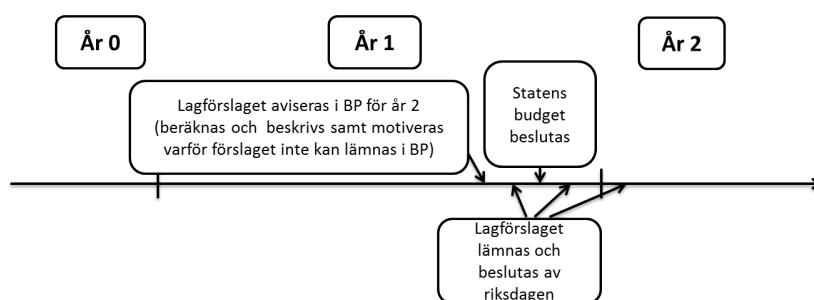 År 0
År 1
År 2
Lagförslaget aviseras i BP för år 2
(beräknas och beskrivs samt motiveras
varför förslaget inte kan lämnas i BP)
Statens
budget
beslutas
Lagförslaget
lämnas och
beslutas av
riksdagen